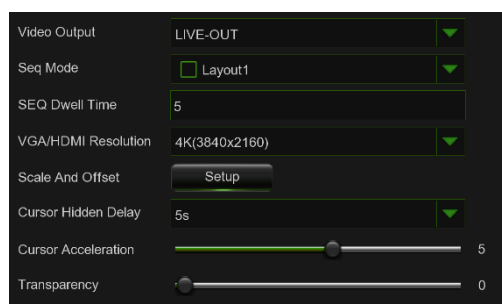 Video Output LIVE-OUT
Seq Mode Layout1
SEQ Dwell Time 5
VGA/HDMI Resolution 4K(3840x2160)
Scale And Offset Setup
Cursor Hidden Delay 5s
Cursor Acceleration 5
Transparency 0